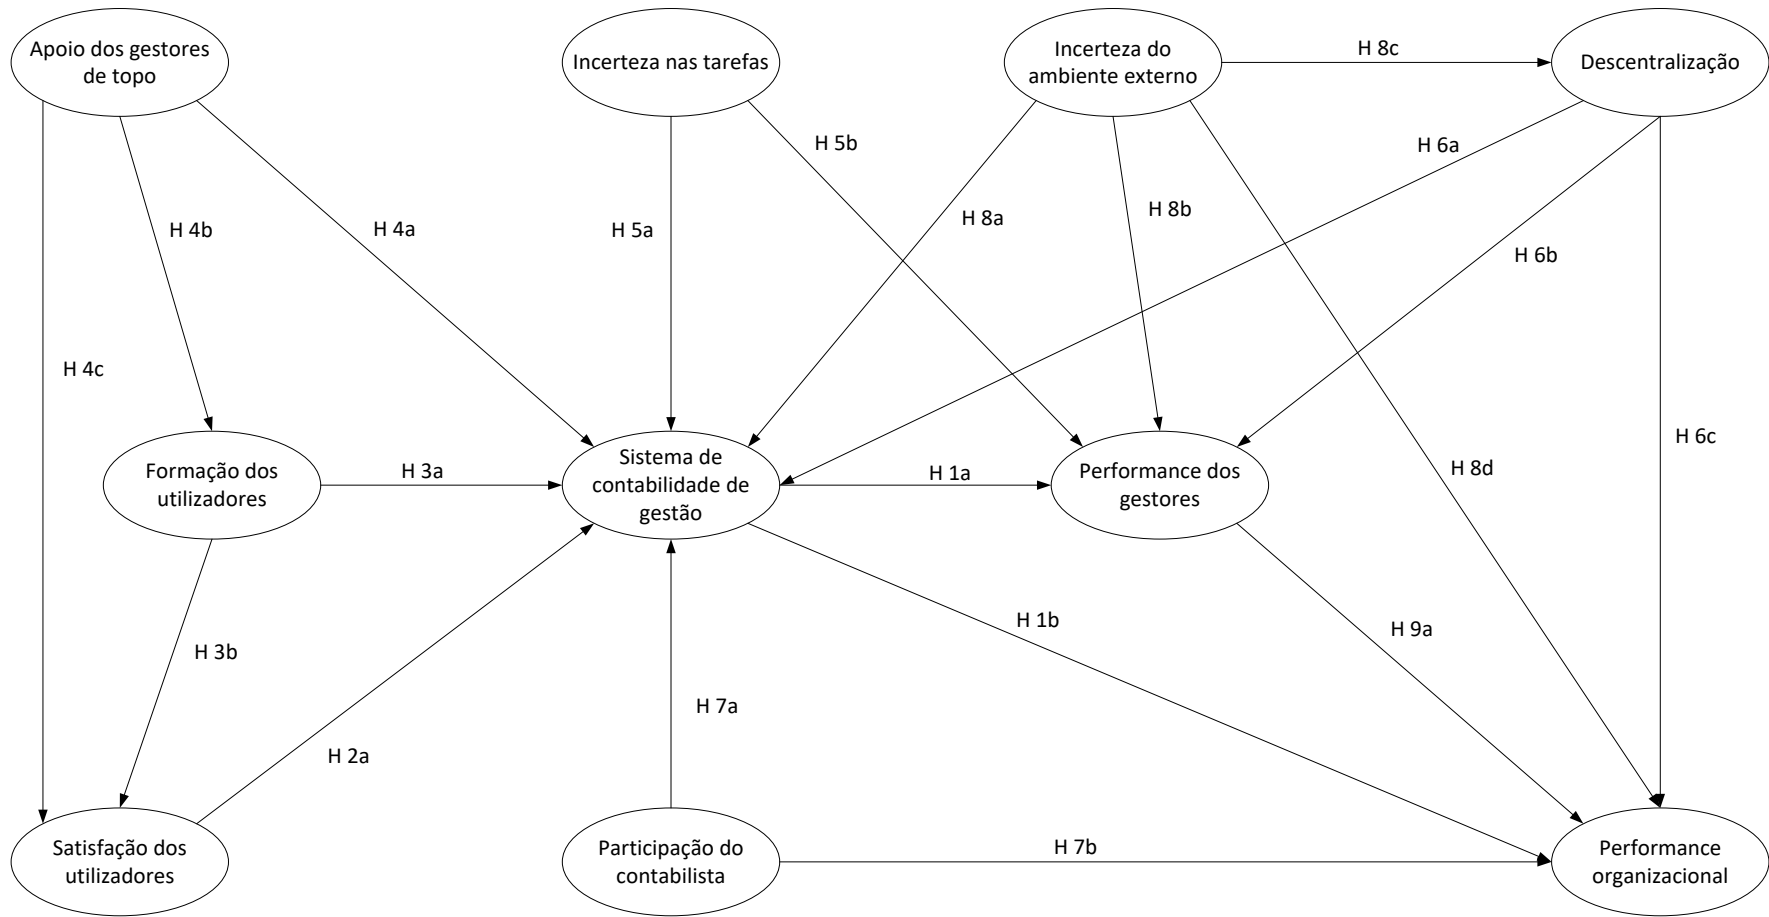 Apoio dos gestores
de topo
Incerteza nas tarefas
Incerteza do
ambiente externo
H 8c
Descentralização
H 5b
H 6a
H 4b
H 4a
H 5a
H 8a
H 8b
H 6b
H 4c
H 6c
Formação dos
utilizadores
H 3a
Sistema de
contabilidade de
gestão
H 1a
Performance dos
gestores
H 8d
H 3b
H 2a
H 7a
H 1b
H 9a
Satisfação dos
utilizadores
Participação do
contabilista
H 7b
Performance
organizacional